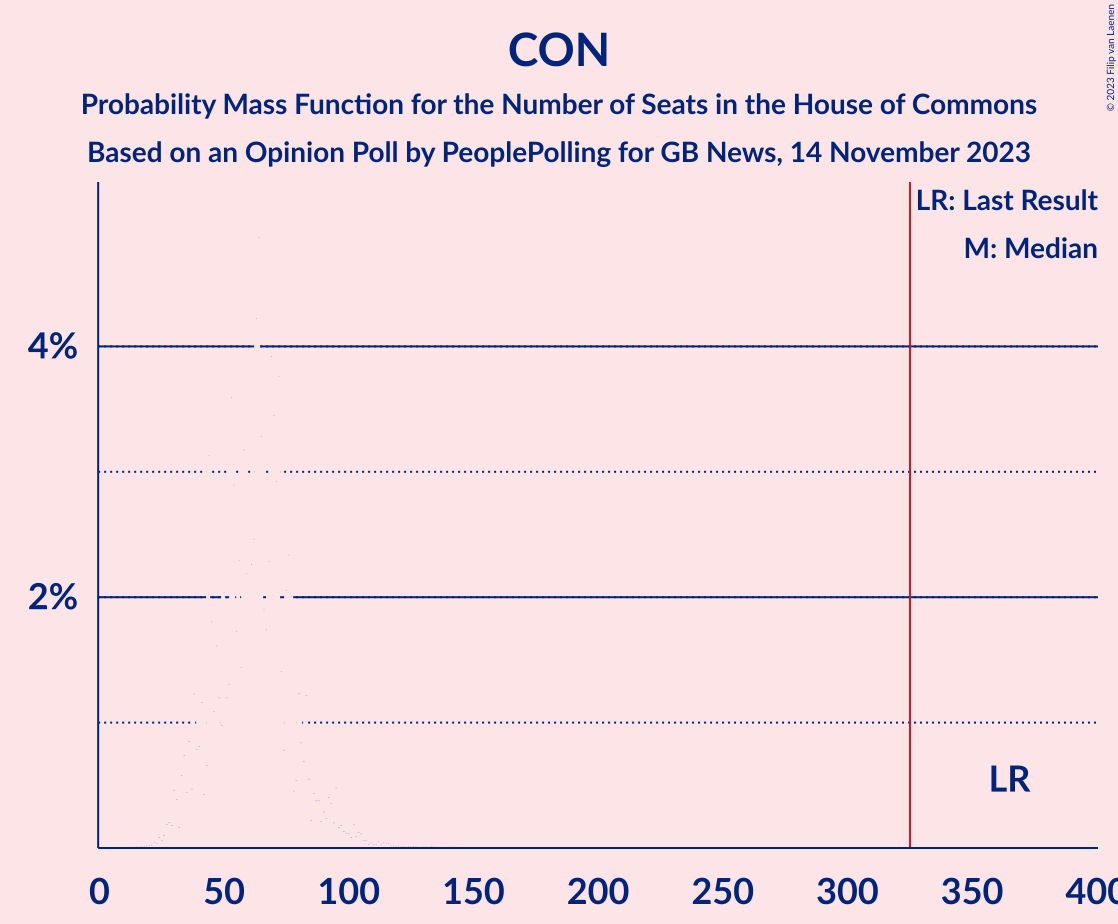 CON
Probability Mass Function for the Number of Seats in the House of Commons
Based on an Opinion Poll by PeoplePolling for GB News, 14 November 2023
© 2023 Filip van Laenen
LR: Last Result
M: Median
4%
2%
LR
0 50 100 150 200 250 300 350 400